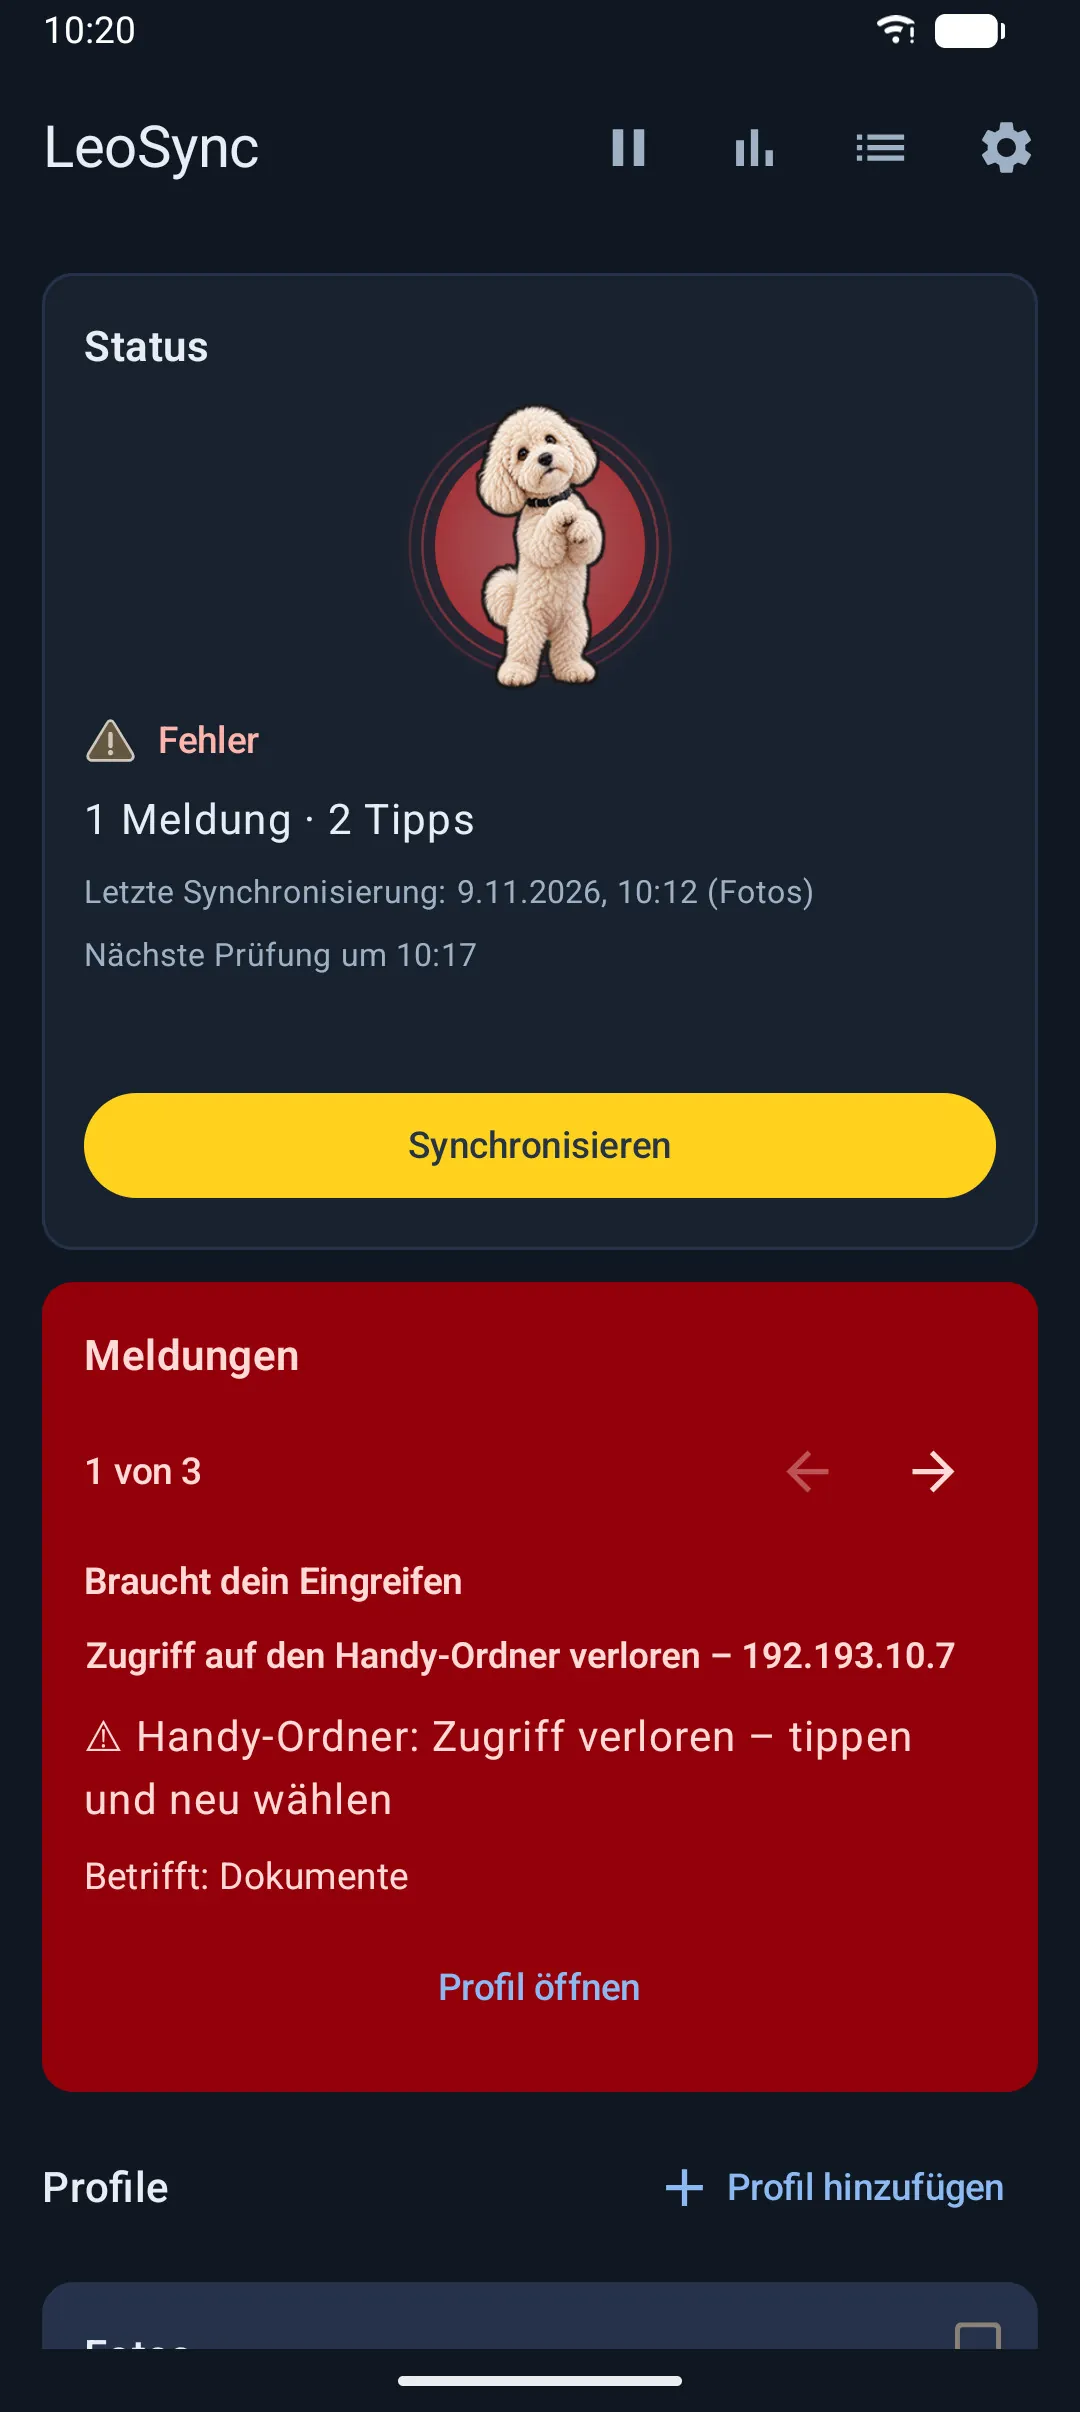 10:20
LeoSync
Status
Fehler
1 Meldung · 2 Tipps
Letzte Synchronisierung: 9.11.2026, 10:12 (Fotos)
Nächste Prüfung um 10:17
Synchronisieren
Meldungen
1 von 3
Braucht dein Eingreifen
Zugriff auf den Handy-Ordner verloren – 192.193.10.7
⚠ Handy-Ordner: Zugriff verloren – tippen
und neu wählen
Betrifft: Dokumente
Profil öffnen
Profile
Profil hinzufügen
Fotos